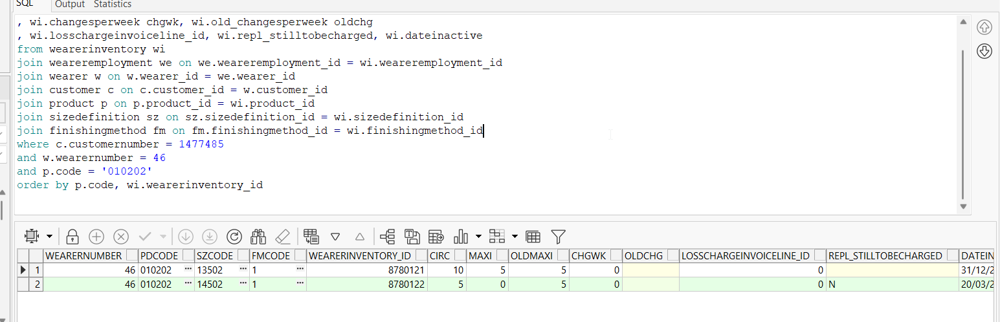 SQL Output Statistics
, wi.changesperweek chgwk, wi.old_changesperweek oldchg
, wi.losschargeinvoiceline_id, wi.repl_stilltobecharged, wi.dateinactive
from wearerinventory wi
join weareremployment we on we.weareremployment_id = wi.weareremployment_id
join wearer w on w.wearer_id = we.wearer_id
join customer c on c.customer_id = w.customer_id
join product p on p.product_id = wi.product_id
join sizedefinition sz on sz.sizedefinition_id = wi.sizedefinition_id
join finishingmethod fm on fm.finishingmethod_id = wi.finishingmethod_id
where c.customernumber = 1477485
and w.wearernumber = 46
and p.code = '010202'
order by p.code, wi.wearerinventory_id
WEARERNUMBER PDCODE SZCODE FMCODE WEARERINVENTORY_ID CIRC MAXI OLDMAXI CHGWK OLDCHG LOSSCHARGEINVOICELINE_ID REPL_STILLTOBECHARGED DATEIN
1 46 010202 ... 13502 ... 1 ... 8780121 10 5 5 0 0 31/12/2
2 46 010202 ... 14502 ... 1 ... 8780122 5 0 5 0 0 N 20/03/2